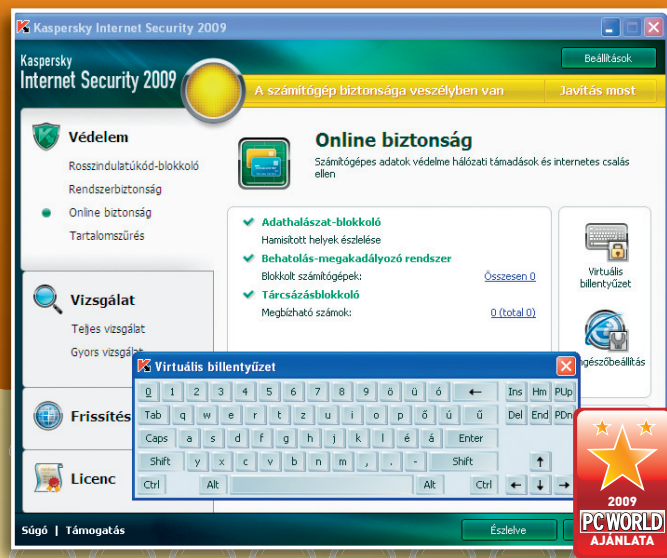 Kaspersky Internet Security 2009
Kaspersky
Internet Security 2009
Beállítások
A számítógép biztonsága veszélyben van
Javítás most
Védelem
Rosszindulatúkód-blokkoló
Rendszerbiztonság
Online biztonság
Tartalomszűrés
Online biztonság
Számítógépes adatok védelme hálózati támadások és internetes csalás
ellen
Adathalászat-blokkoló
Hamisított helyek észlelése
Behatolás-megakadályozó rendszer
Blokkolt számítógépek: Összesen 0
Tárcsázásblokkoló
Megbízható számok: 0 (total 0)
Virtuális
billentyűzet
Vizsgálat
Teljes vizsgálat
Gyors vizsgálat
Frissítés
Licenc
Virtuális billentyűzet
0 1 2 3 4 5 6 7 8 9 ö ü ó ← Ins Hm PUp
Tab q w e r t z u i o p ő ú ű Del End PDn
Caps a s d f g h j k l é á Enter
Shift y x c v b n m , . - Shift ↑
Ctrl Alt Alt Ctrl ← ↓ →
Súgó | Támogatás
Észlelve
2009
PC WORLD
AJÁNLATA